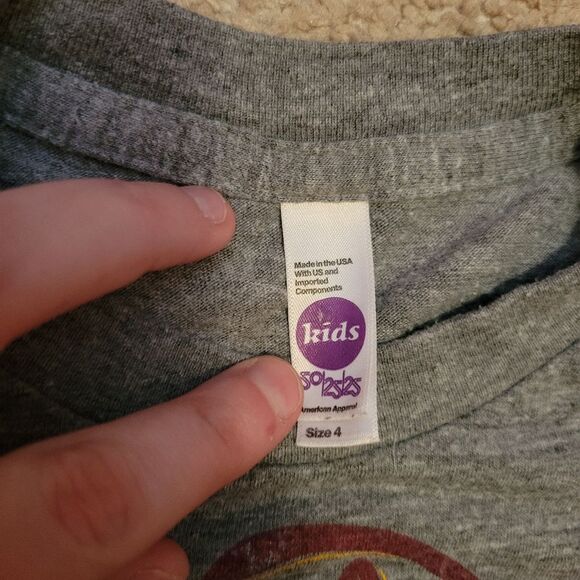 Made in the USA
With US and
Imported
Components
kids
50/25/25
American Apparel
Size 4